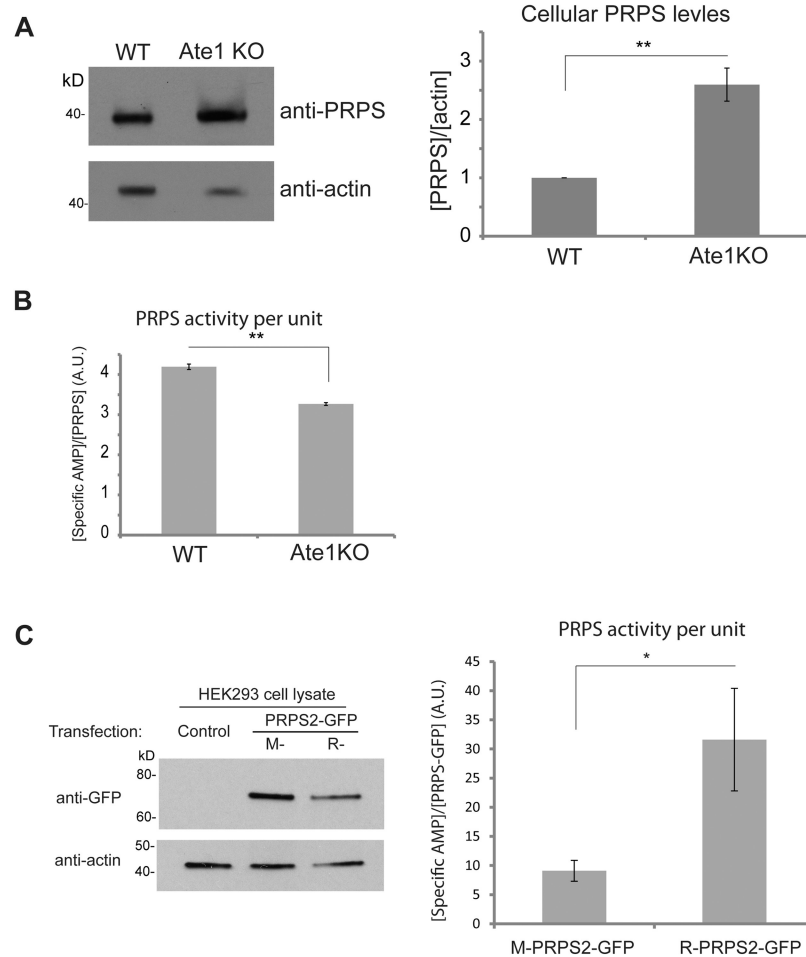 A
WT Ate1 KO
kD
40-
anti-PRPS
anti-actin
40-
Cellular PRPS levles
**
[PRPS]/[actin]
3
2
1
0
WT Ate1KO
B
PRPS activity per unit
**
[Specific AMP]/[PRPS] (A.U.)
4
3
2
1
0
WT Ate1KO
C
HEK293 cell lysate
Transfection: Control PRPS2-GFP
M- R-
kD
80-
anti-GFP
60-
50-
anti-actin
40-
PRPS activity per unit
*
[Specific AMP]/[PRPS-GFP] (A.U.)
45
40
35
30
25
20
15
10
5
0
M-PRPS2-GFP R-PRPS2-GFP